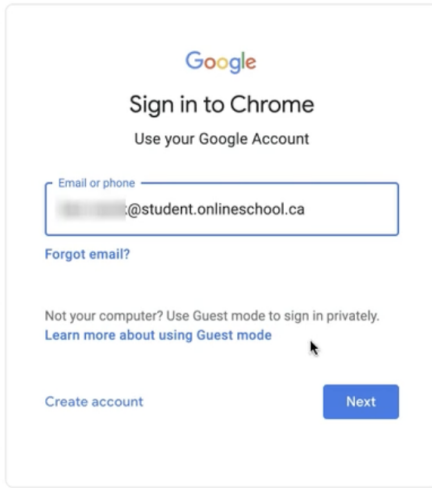 Google
Sign in to Chrome
Use your Google Account
Email or phone
@student.onlineschool.ca
Forgot email?
Not your computer? Use Guest mode to sign in privately.
Learn more about using Guest mode
Create account
Next